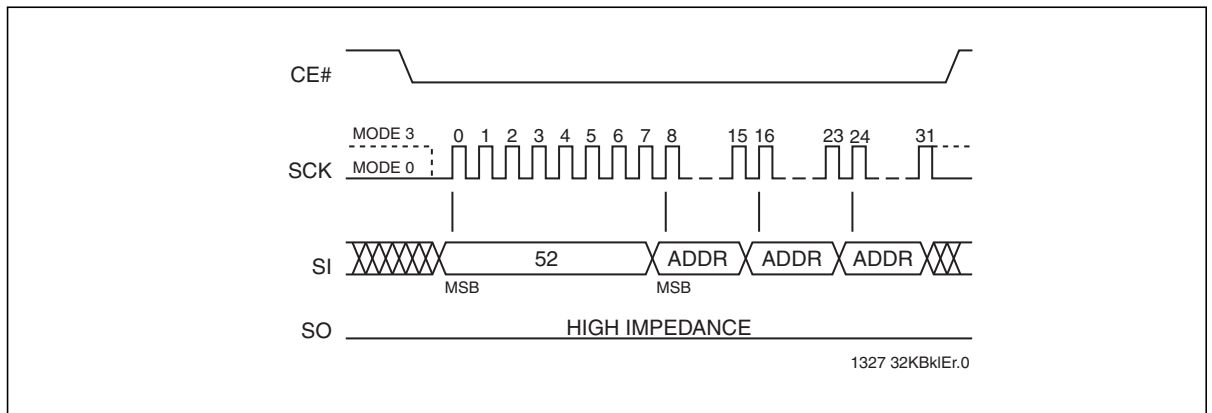 CE#
MODE 3
0 1 2 3 4 5 6 7 8 15 16 23 24 31
SCK
MODE 0
SI
52
ADDR
ADDR
ADDR
MSB
MSB
SO
HIGH IMPEDANCE
1327 32KBklEr.0